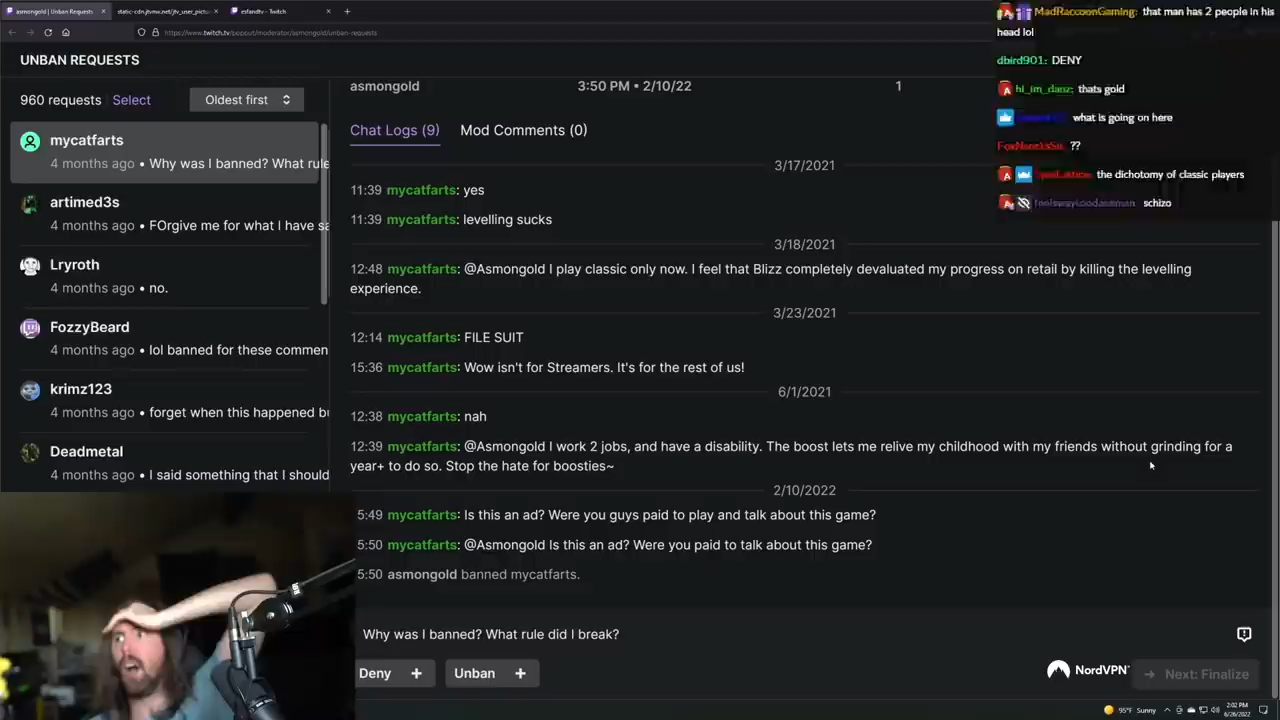 asmongold | Unban Requests
static-cdn.jtvnw.net/jtv_user_pictu
esfandtv - Twitch
https://www.twitch.tv/popout/moderator/asmongold/unban-requests
UNBAN REQUESTS
960 requests Select Oldest first
mycatfarts
4 months ago • Why was I banned? What rule
artimed3s
4 months ago • FOrgive me for what I have sa
Lryroth
4 months ago • no.
FozzyBeard
4 months ago • lol banned for these commen
krimz123
4 months ago • forget when this happened bu
Deadmetal
4 months ago • I said something that I should
asmongold 3:50 PM • 2/10/22 1
Chat Logs (9) Mod Comments (0)
3/17/2021
11:39 mycatfarts: yes
11:39 mycatfarts: levelling sucks
3/18/2021
12:48 mycatfarts: @Asmongold I play classic only now. I feel that Blizz completely devaluated my progress on retail by killing the levelling
experience.
3/23/2021
12:14 mycatfarts: FILE SUIT
15:36 mycatfarts: Wow isn't for Streamers. It's for the rest of us!
6/1/2021
12:38 mycatfarts: nah
12:39 mycatfarts: @Asmongold I work 2 jobs, and have a disability. The boost lets me relive my childhood with my friends without grinding for a
year+ to do so. Stop the hate for boosties~
2/10/2022
5:49 mycatfarts: Is this an ad? Were you guys paid to play and talk about this game?
5:50 mycatfarts: @Asmongold Is this an ad? Were you paid to talk about this game?
5:50 asmongold banned mycatfarts.
Why was I banned? What rule did I break?
Deny + Unban +
NordVPN
Next: Finalize
MadRaccoonGaming: that man has 2 people in his
head lol
dbird901: DENY
hi_im_danz: thats gold
what is going on here
??
the dichotomy of classic players
schizo
95°F Sunny
2:02 PM
6/26/2022